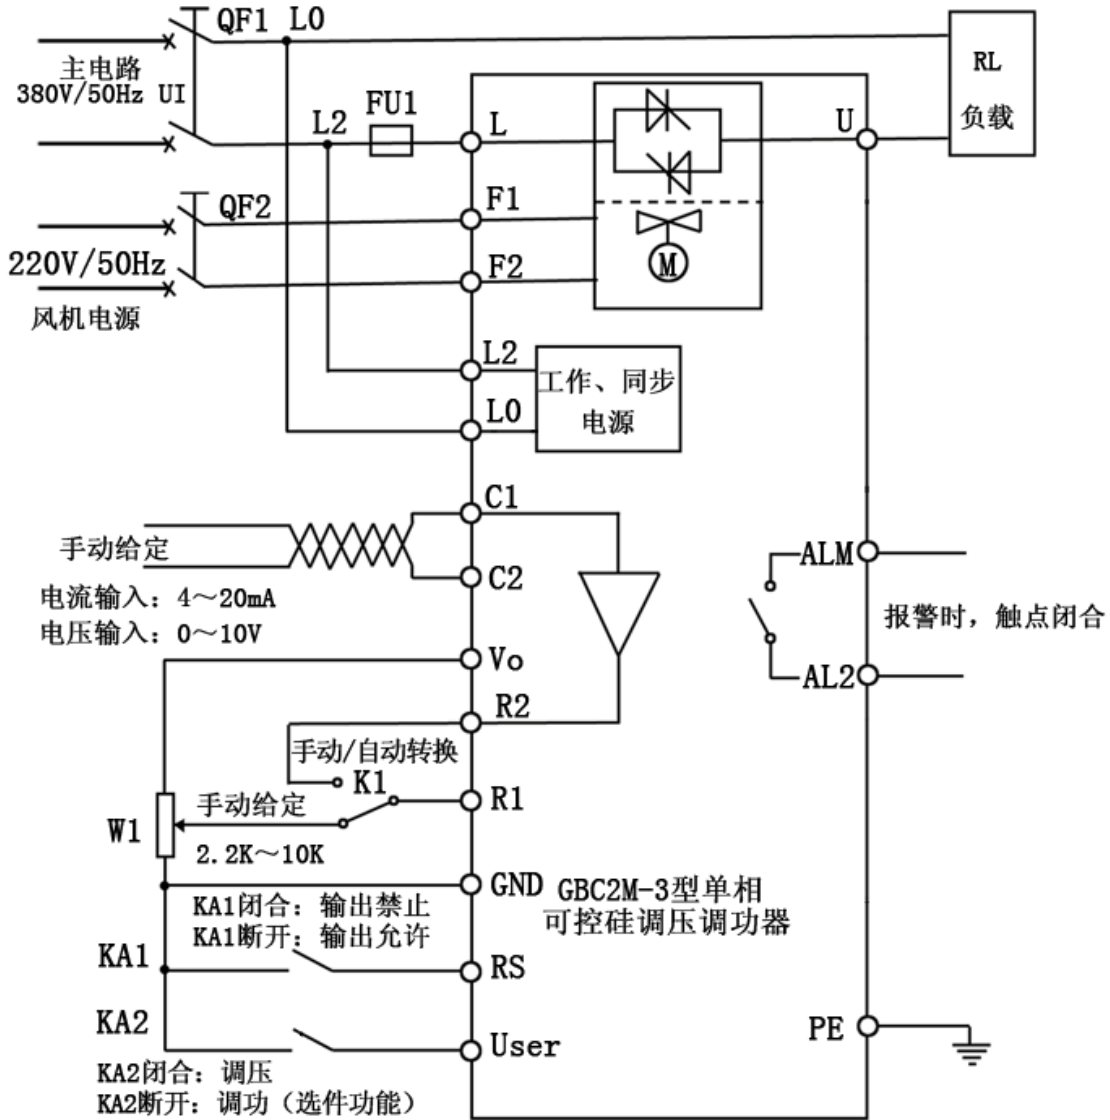 QF1 L0
主电路
380V/50Hz UI
RL
负载
L2 FU1 L
U
QF2
F1
220V/50Hz
F2
M
风机电源
L2
工作、同步
电源
L0
C1
手动给定
C2
电流输入：4～20mA
电压输入：0～10V
ALM
报警时，触点闭合
AL2
Vo
R2
手动/自动转换
K1
手动给定
R1
W1
2.2K～10K
GND
GBC2M-3型单相
可控硅调压调功器
KA1闭合：输出禁止
KA1断开：输出允许
KA1
RS
KA2
User
PE
KA2闭合：调压
KA2断开：调功（选件功能）